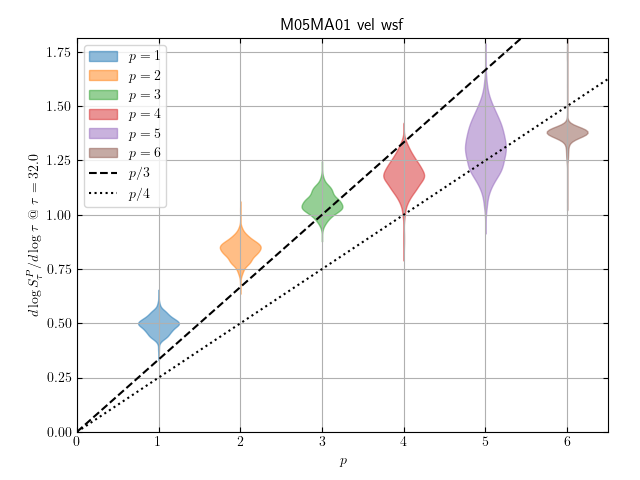 M05MA01 vel wsf
d log S_τ^P / d log τ @ τ = 32.0
1.75
1.50
1.25
1.00
0.75
0.50
0.25
0.00
p = 1
p = 2
p = 3
p = 4
p = 5
p = 6
p/3
p/4
0 1 2 3 4 5 6
p